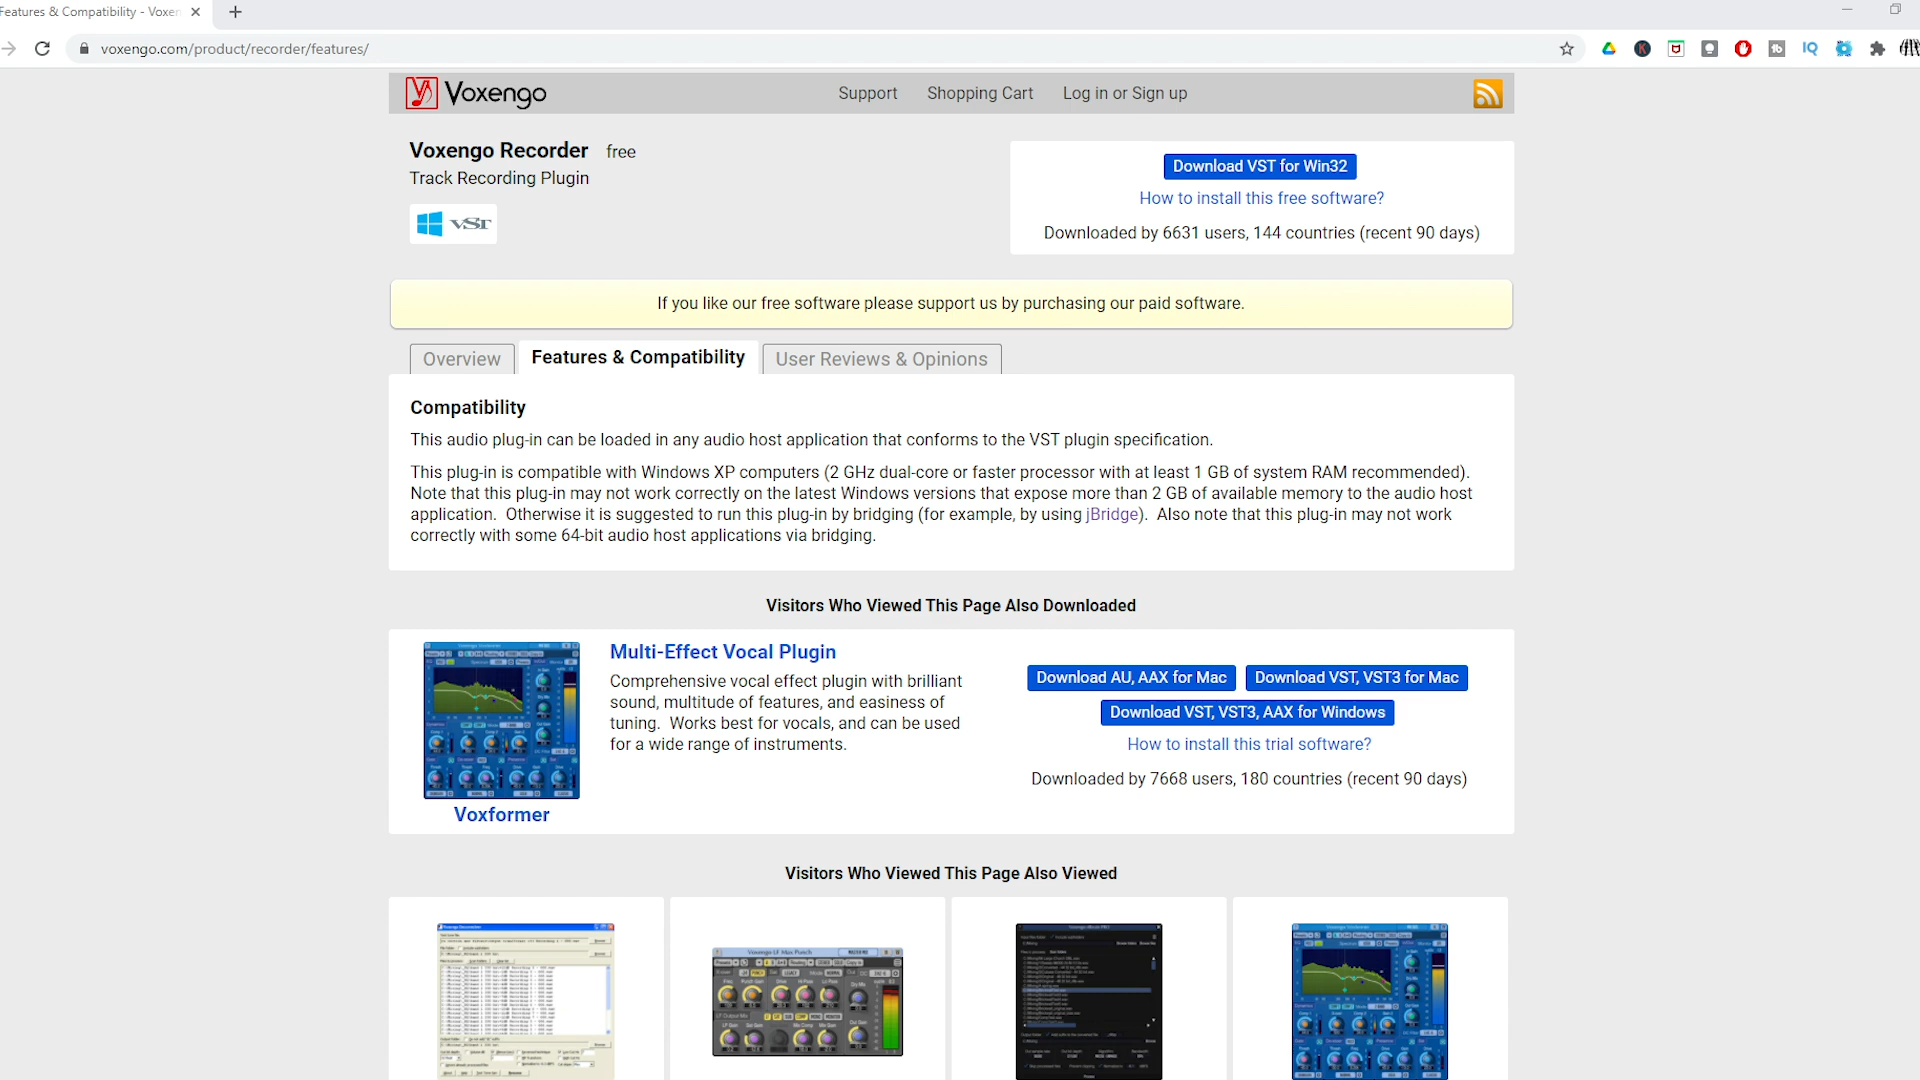 Features & Compatibility - Voxen
voxengo.com/product/recorder/features/
Voxengo
Support
Shopping Cart
Log in or Sign up
Voxengo Recorder free
Track Recording Plugin
VST
Download VST for Win32
How to install this free software?
Downloaded by 6631 users, 144 countries (recent 90 days)
If you like our free software please support us by purchasing our paid software.
Overview
Features & Compatibility
User Reviews & Opinions
Compatibility
This audio plug-in can be loaded in any audio host application that conforms to the VST plugin specification.
This plug-in is compatible with Windows XP computers (2 GHz dual-core or faster processor with at least 1 GB of system RAM recommended).
Note that this plug-in may not work correctly on the latest Windows versions that expose more than 2 GB of available memory to the audio host
application. Otherwise it is suggested to run this plug-in by bridging (for example, by using jBridge). Also note that this plug-in may not work
correctly with some 64-bit audio host applications via bridging.
Visitors Who Viewed This Page Also Downloaded
Multi-Effect Vocal Plugin
Comprehensive vocal effect plugin with brilliant
sound, multitude of features, and easiness of
tuning. Works best for vocals, and can be used
for a wide range of instruments.
Voxformer
Download AU, AAX for Mac
Download VST, VST3 for Mac
Download VST, VST3, AAX for Windows
How to install this trial software?
Downloaded by 7668 users, 180 countries (recent 90 days)
Visitors Who Viewed This Page Also Viewed
Voxengo LF Max Punch